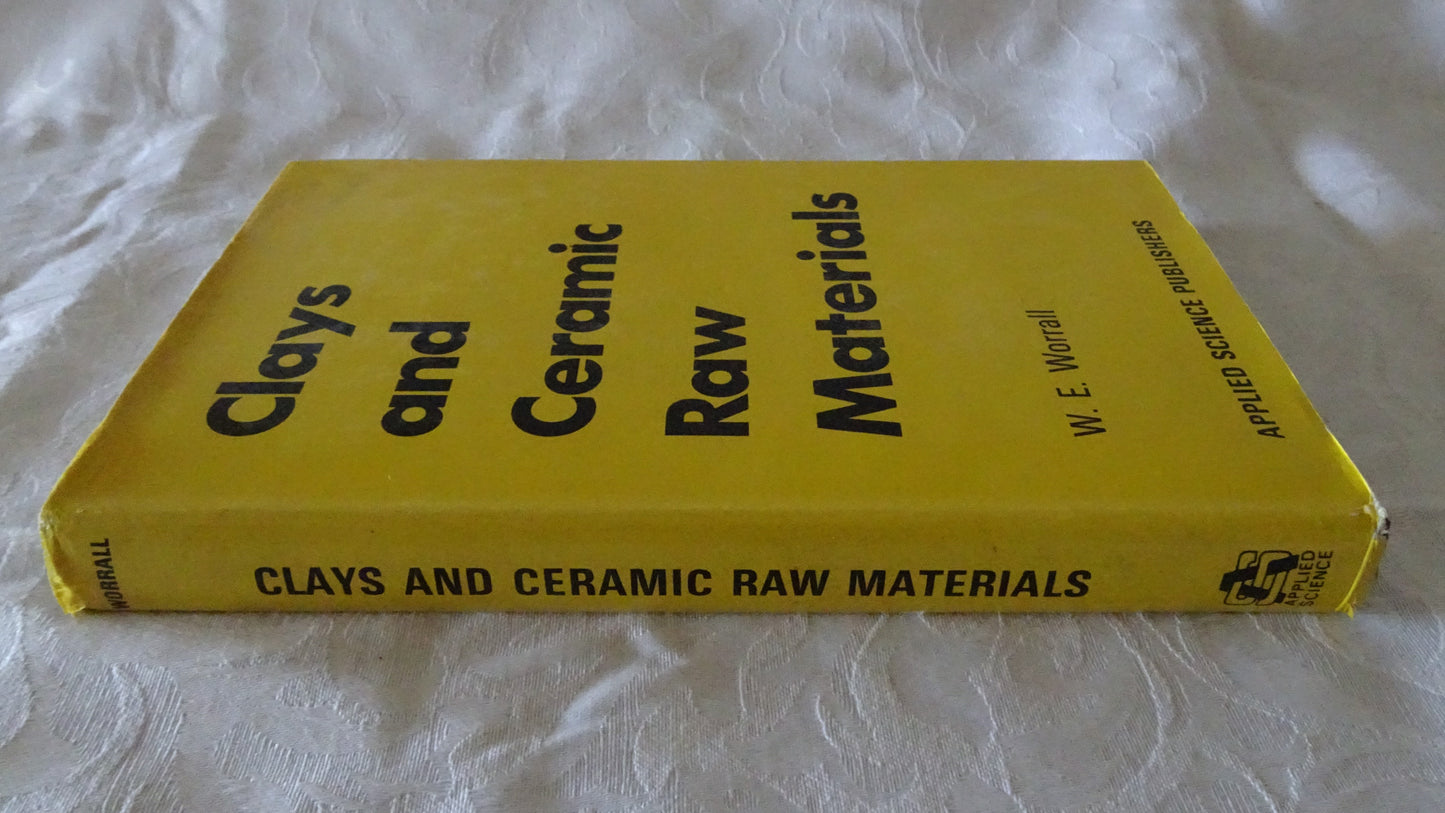 Clays
and
Ceramic
Raw
Materials
W. E. Worrall
APPLIED SCIENCE PUBLISHERS
WORRALL
CLAYS AND CERAMIC RAW MATERIALS
APPLIED
SCIENCE